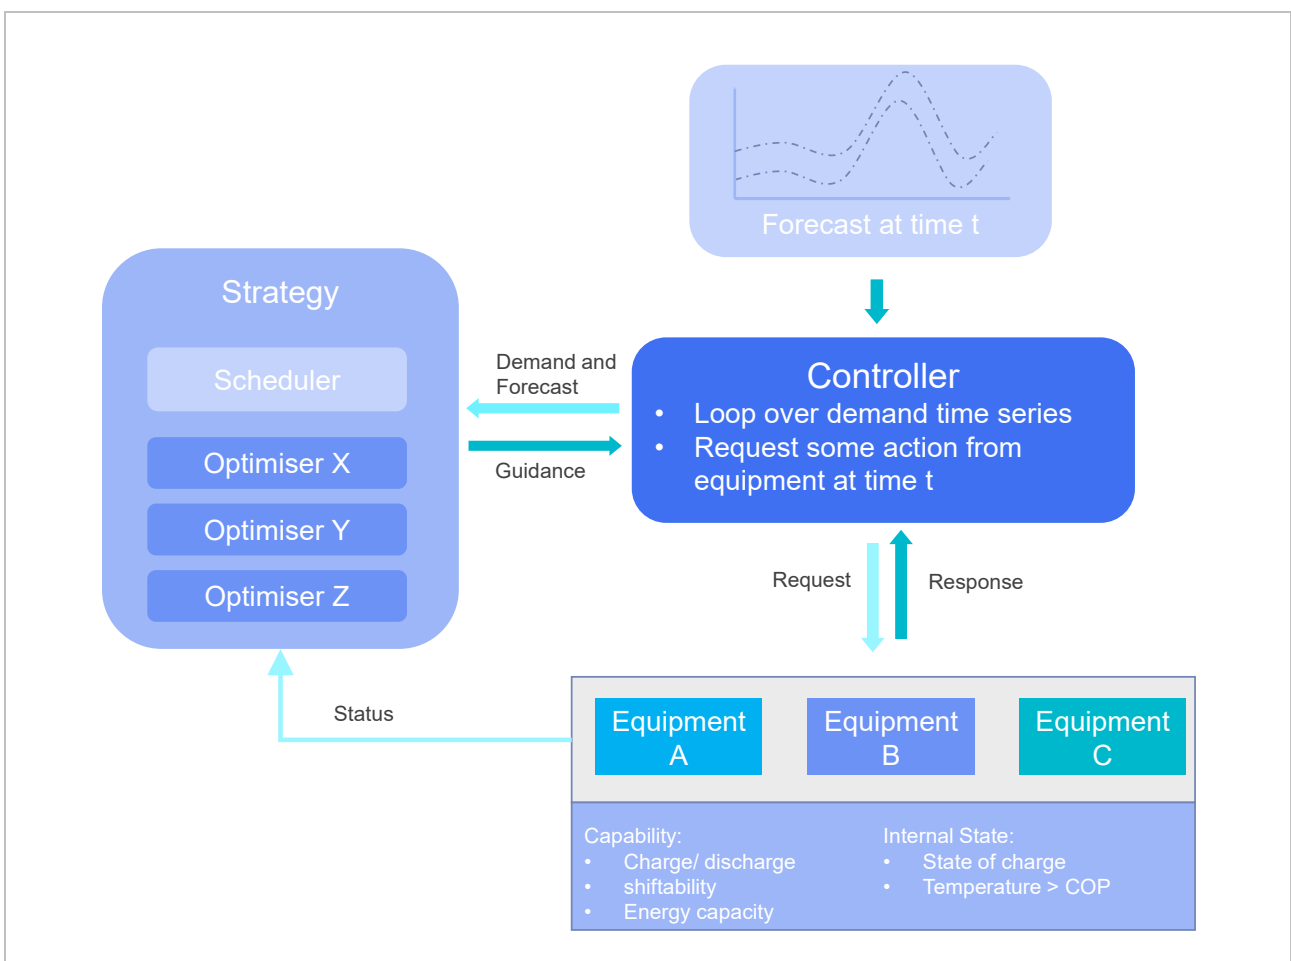 Forecast at time t
Strategy
Scheduler
Optimiser X
Optimiser Y
Optimiser Z
Demand and
Forecast
Guidance
Controller
• Loop over demand time series
• Request some action from
equipment at time t
Request
Response
Status
Equipment
A
Equipment
B
Equipment
C
Capability:
• Charge/ discharge
• shiftability
• Energy capacity
Internal State:
• State of charge
• Temperature > COP